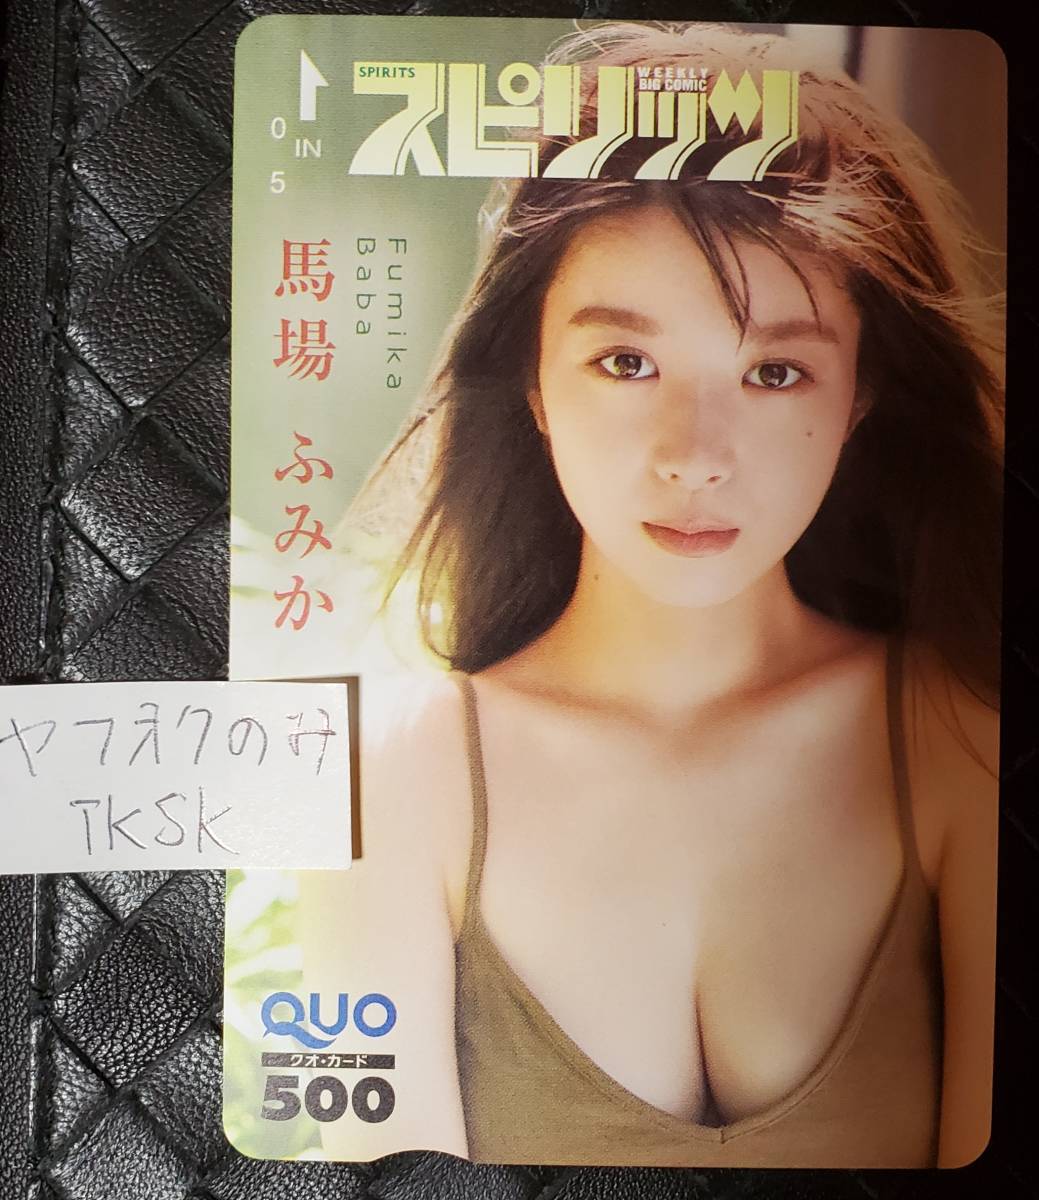 SPIRITS
WEEKLY
BIG COMIC
スピリッツ
0
IN
5
馬場 ふみか
Fumika
Baba
ヤフオクのみ
TKSK
QUO
クオ・カード
500